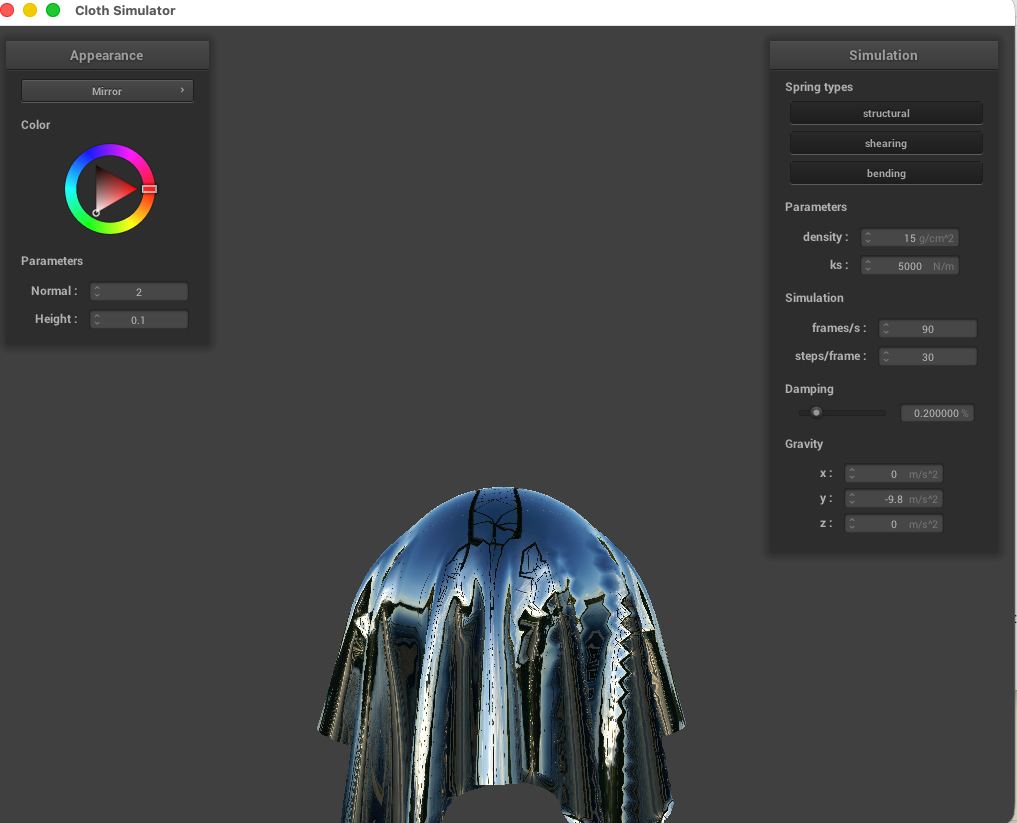 Cloth Simulator
Appearance
Mirror
Color
Parameters
Normal : 2
Height : 0.1
Simulation
Spring types
structural
shearing
bending
Parameters
density : 15 g/cm^2
ks : 5000 N/m
Simulation
frames/s : 90
steps/frame : 30
Damping
0.200000 %
Gravity
x : 0 m/s^2
y : -9.8 m/s^2
z : 0 m/s^2